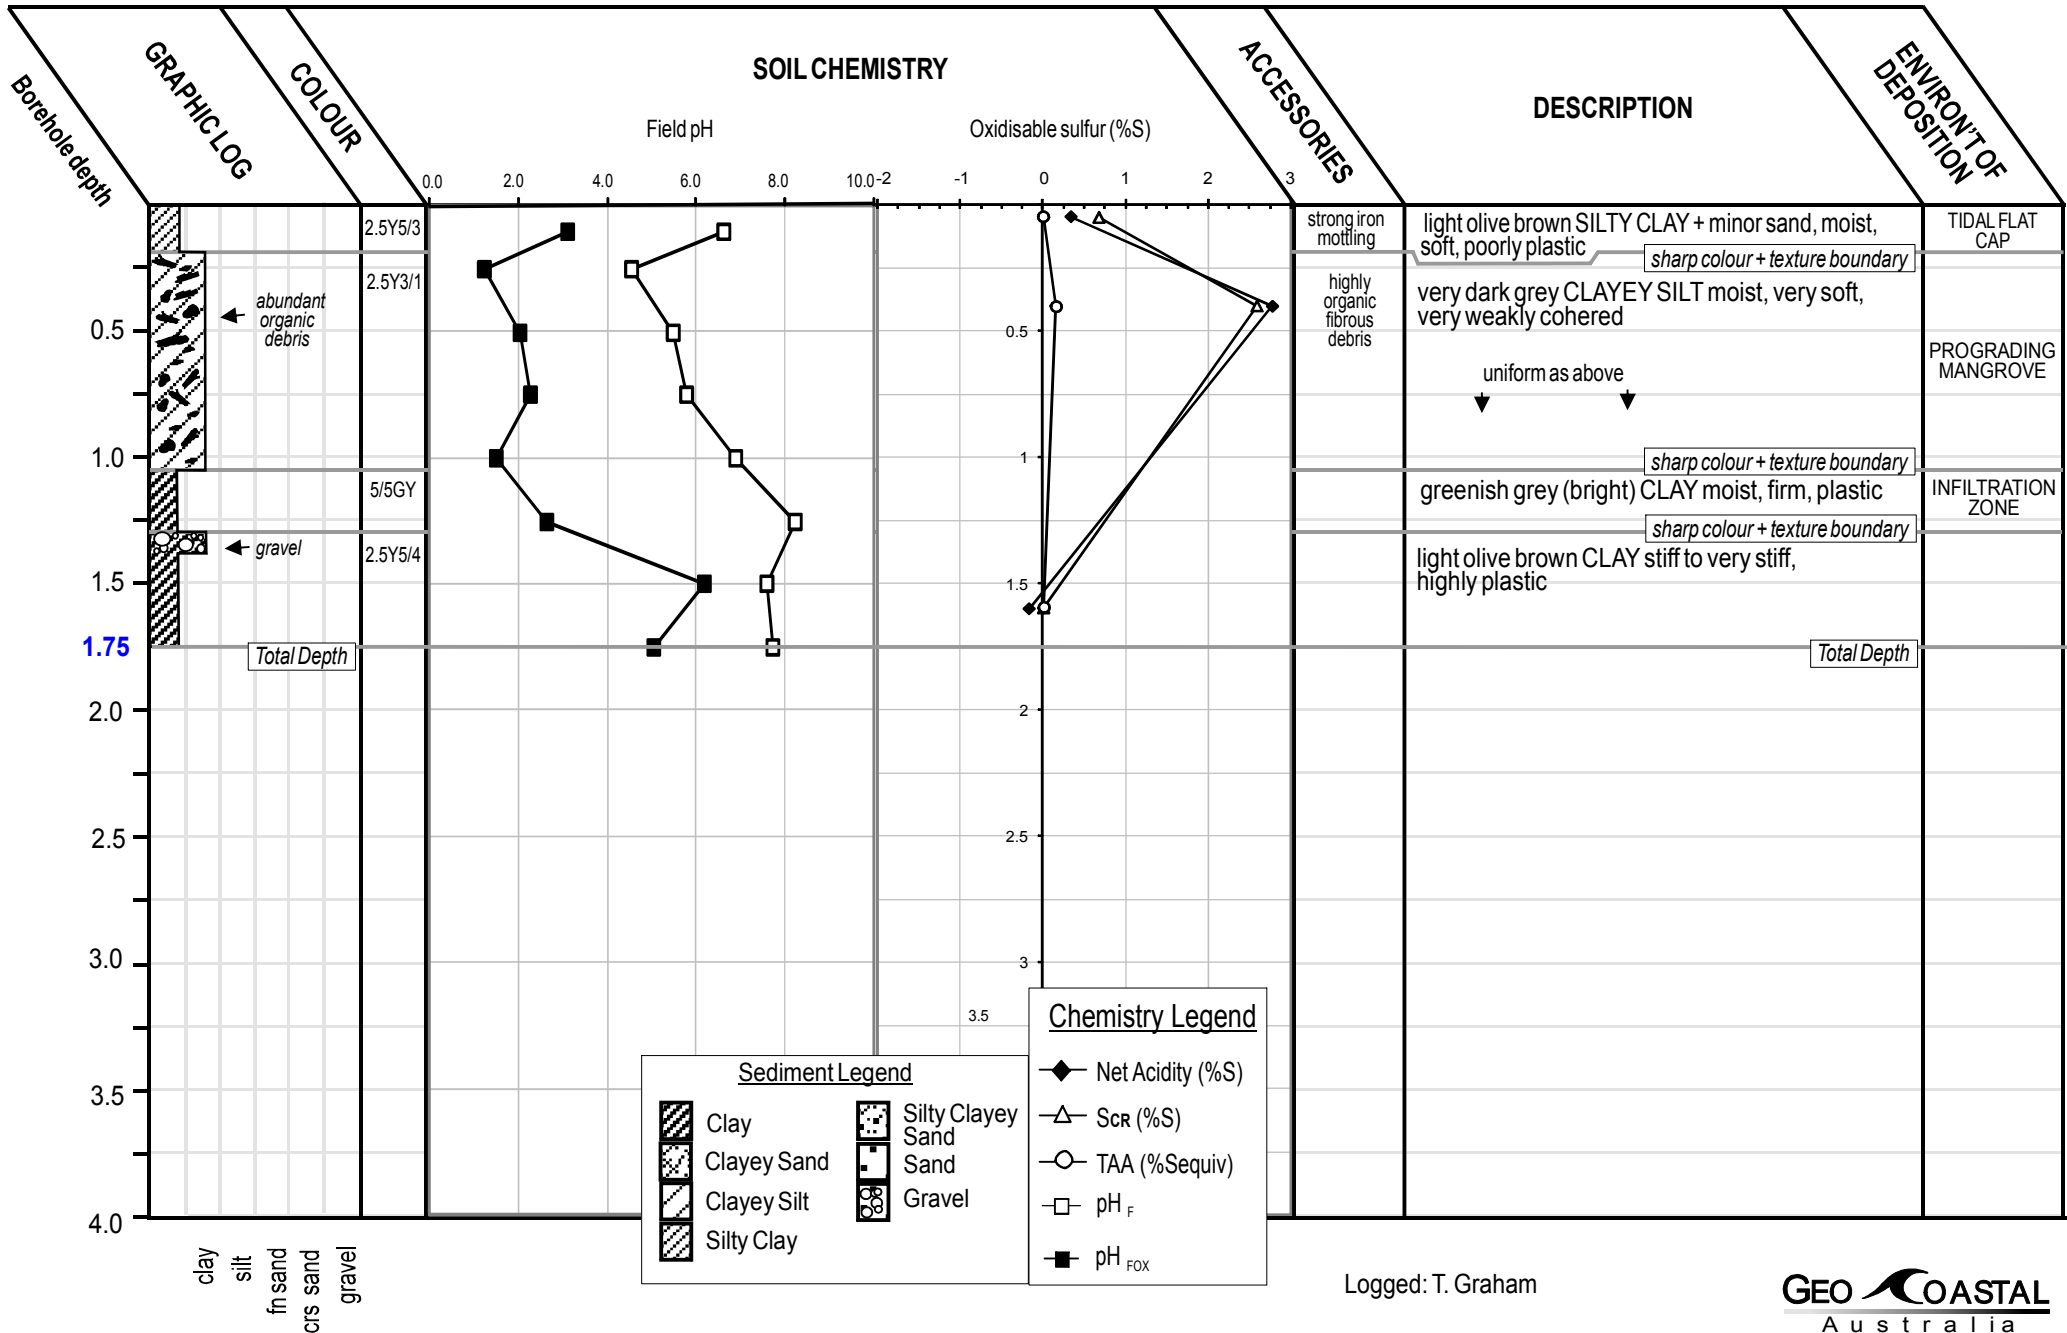 Borehole depth
GRAPHIC LOG
COLOUR
SOIL CHEMISTRY
ACCESSORIES
DESCRIPTION
ENVIRON'T OF
DEPOSITION
Field pH
Oxidisable sulfur (%S)
0.0 2.0 4.0 6.0 8.0 10.0
-2 -1 0 1 2 3
2.5Y5/3
strong iron
mottling
light olive brown SILTY CLAY + minor sand, moist,
soft, poorly plastic
TIDAL FLAT
CAP
sharp colour + texture boundary
2.5Y3/1
abundant
organic
debris
highly
organic
fibrous
debris
very dark grey CLAYEY SILT moist, very soft,
very weakly cohered
uniform as above
PROGRADING
MANGROVE
sharp colour + texture boundary
5/5GY
greenish grey (bright) CLAY moist, firm, plastic
INFILTRATION
ZONE
sharp colour + texture boundary
gravel
2.5Y5/4
light olive brown CLAY stiff to very stiff,
highly plastic
Total Depth
Total Depth
0.5
1.0
1.5
1.75
2.0
2.5
3.0
3.5
4.0
0.5
1
1.5
2
2.5
3
3.5
Sediment Legend
Clay
Clayey Sand
Clayey Silt
Silty Clay
Silty Clayey
Sand
Sand
Gravel
Chemistry Legend
Net Acidity (%S)
SCR (%S)
TAA (%Sequiv)
pH F
pH FOX
clay
silt
fn sand
crs sand
gravel
Logged: T. Graham
GEO COASTAL
Australia